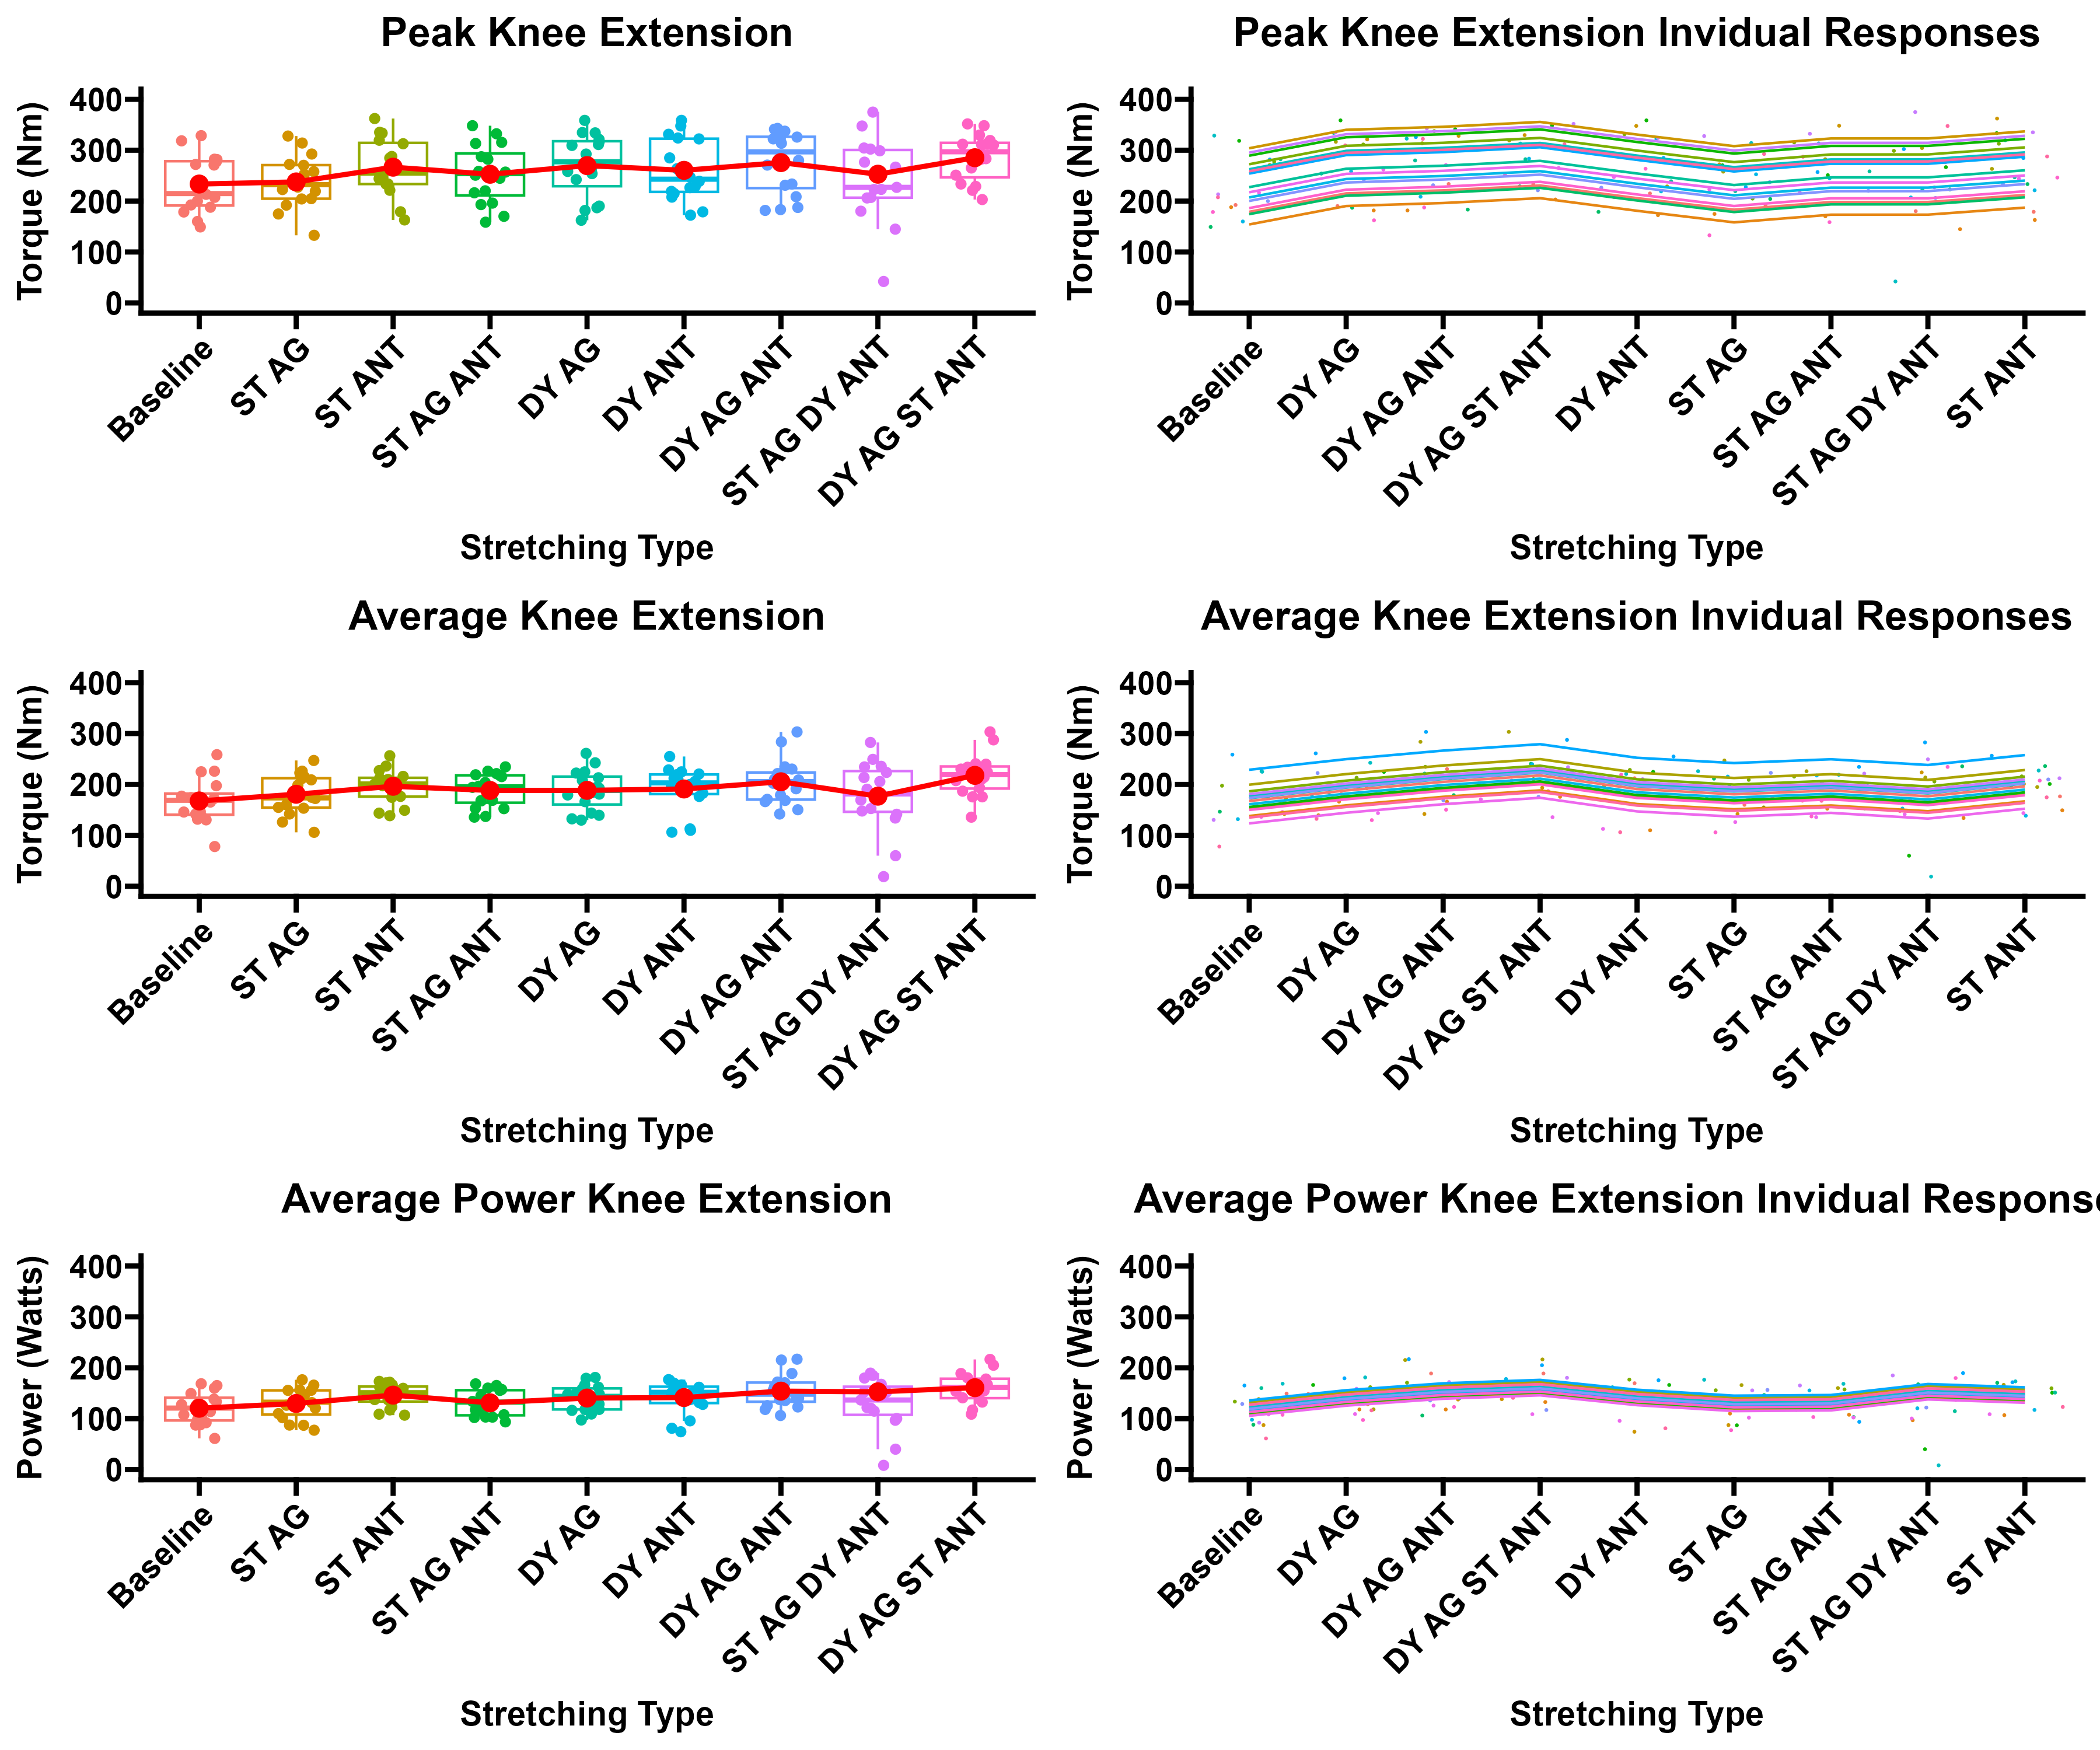 Peak Knee Extension
Torque (Nm)
400
300
200
100
0
Baseline
ST AG
ST ANT
ST AG ANT
DY AG
DY ANT
DY AG ANT
ST AG DY ANT
DY AG ST ANT
Stretching Type
Peak Knee Extension Invidual Responses
Torque (Nm)
400
300
200
100
0
Baseline
DY AG
DY AG ANT
DY AG ST ANT
DY ANT
ST AG
ST AG ANT
ST AG DY ANT
ST ANT
Stretching Type
Average Knee Extension
Torque (Nm)
400
300
200
100
0
Baseline
ST AG
ST ANT
ST AG ANT
DY AG
DY ANT
DY AG ANT
ST AG DY ANT
DY AG ST ANT
Stretching Type
Average Knee Extension Invidual Responses
Torque (Nm)
400
300
200
100
0
Baseline
DY AG
DY AG ANT
DY AG ST ANT
DY ANT
ST AG
ST AG ANT
ST AG DY ANT
ST ANT
Stretching Type
Average Power Knee Extension
Power (Watts)
400
300
200
100
0
Baseline
ST AG
ST ANT
ST AG ANT
DY AG
DY ANT
DY AG ANT
ST AG DY ANT
DY AG ST ANT
Stretching Type
Average Power Knee Extension Invidual Respons
Power (Watts)
400
300
200
100
0
Baseline
DY AG
DY AG ANT
DY AG ST ANT
DY ANT
ST AG
ST AG ANT
ST AG DY ANT
ST ANT
Stretching Type